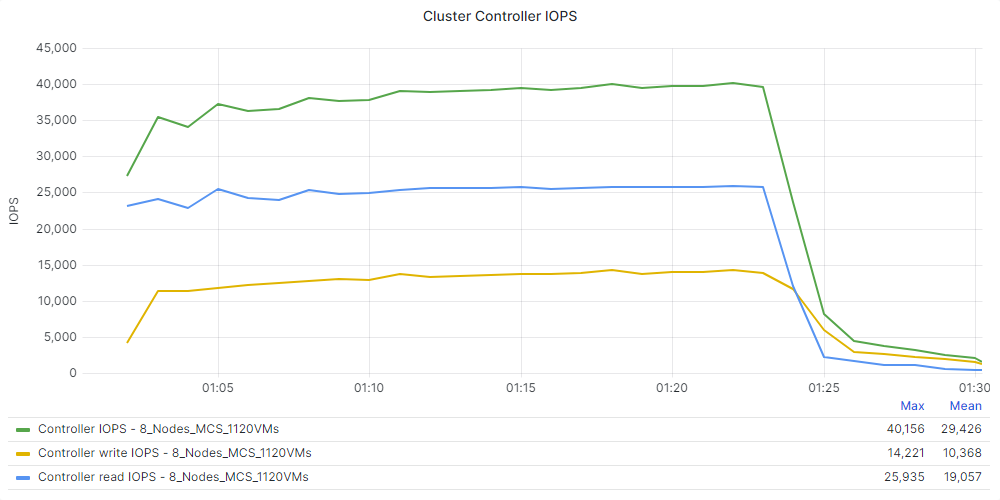 Cluster Controller IOPS
45,000
40,000
35,000
30,000
25,000
20,000
15,000
10,000
5,000
0
IOPS
01:05 01:10 01:15 01:20 01:25 01:30
Max Mean
Controller IOPS - 8_Nodes_MCS_1120VMs 40,156 29,426
Controller write IOPS - 8_Nodes_MCS_1120VMs 14,221 10,368
Controller read IOPS - 8_Nodes_MCS_1120VMs 25,935 19,057